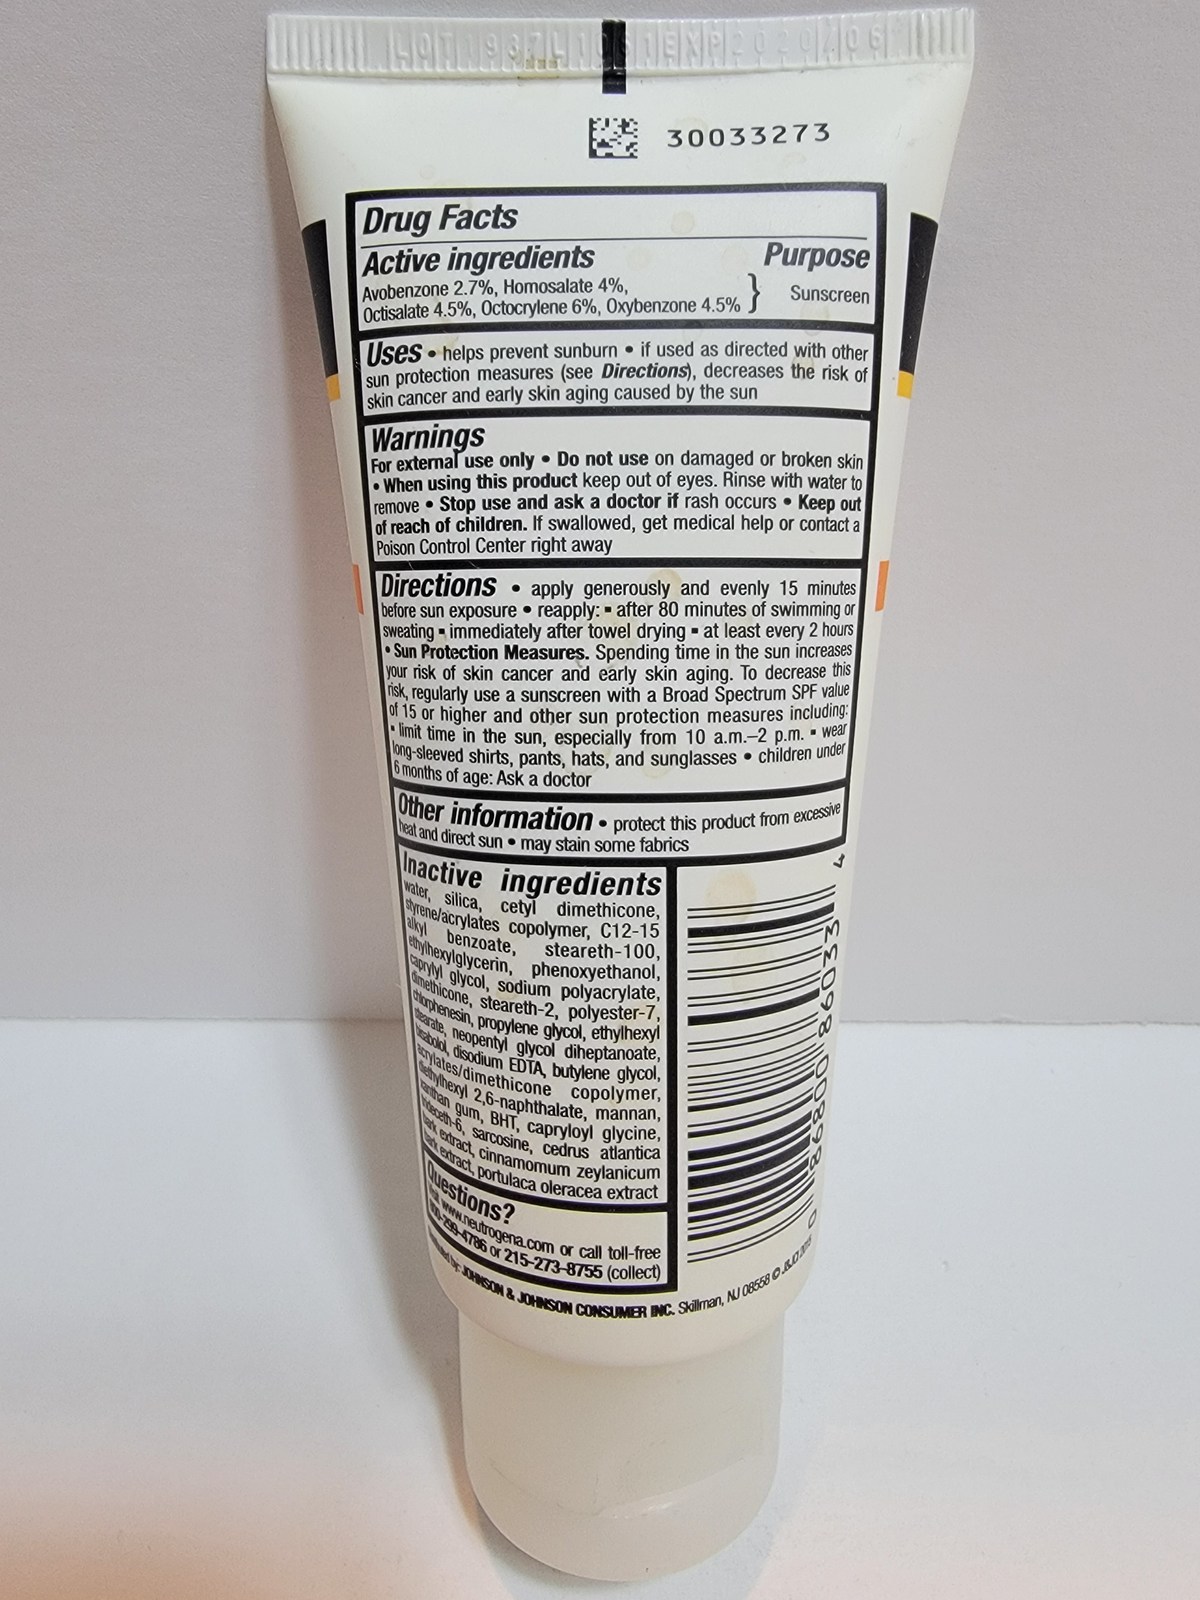 LOT1987L1061EXP2020/06
30033273
Drug Facts
Active ingredients Purpose
Avobenzone 2.7%, Homosalate 4%,
Octisalate 4.5%, Octocrylene 6%, Oxybenzone 4.5% } Sunscreen
Uses • helps prevent sunburn • if used as directed with other
sun protection measures (see Directions), decreases the risk of
skin cancer and early skin aging caused by the sun
Warnings
For external use only • Do not use on damaged or broken skin
• When using this product keep out of eyes. Rinse with water to
remove • Stop use and ask a doctor if rash occurs • Keep out
of reach of children. If swallowed, get medical help or contact a
Poison Control Center right away
Directions • apply generously and evenly 15 minutes
before sun exposure • reapply: ▪ after 80 minutes of swimming or
sweating ▪ immediately after towel drying ▪ at least every 2 hours
• Sun Protection Measures. Spending time in the sun increases
your risk of skin cancer and early skin aging. To decrease this
risk, regularly use a sunscreen with a Broad Spectrum SPF value
of 15 or higher and other sun protection measures including:
▪ limit time in the sun, especially from 10 a.m.–2 p.m. ▪ wear
long-sleeved shirts, pants, hats, and sunglasses • children under
6 months of age: Ask a doctor
Other information • protect this product from excessive
heat and direct sun • may stain some fabrics
Inactive ingredients
water, silica, cetyl dimethicone,
styrene/acrylates copolymer, C12-15
alkyl benzoate, steareth-100,
ethylhexylglycerin, phenoxyethanol,
caprylyl glycol, sodium polyacrylate,
dimethicone, steareth-2, polyester-7,
chlorphenesin, propylene glycol, ethylhexyl
stearate, neopentyl glycol diheptanoate,
bisabolol, disodium EDTA, butylene glycol,
acrylates/dimethicone copolymer,
diethylhexyl 2,6-naphthalate, mannan,
xanthan gum, BHT, capryloyl glycine,
trideceth-6, sarcosine, cedrus atlantica
bark extract, cinnamomum zeylanicum
bark extract, portulaca oleracea extract
0 86800 86033 4
Questions?
www.neutrogena.com or call toll-free
800-299-4786 or 215-273-8755 (collect)
by: JOHNSON & JOHNSON CONSUMER INC. Skillman, NJ 08558 © J&JCI